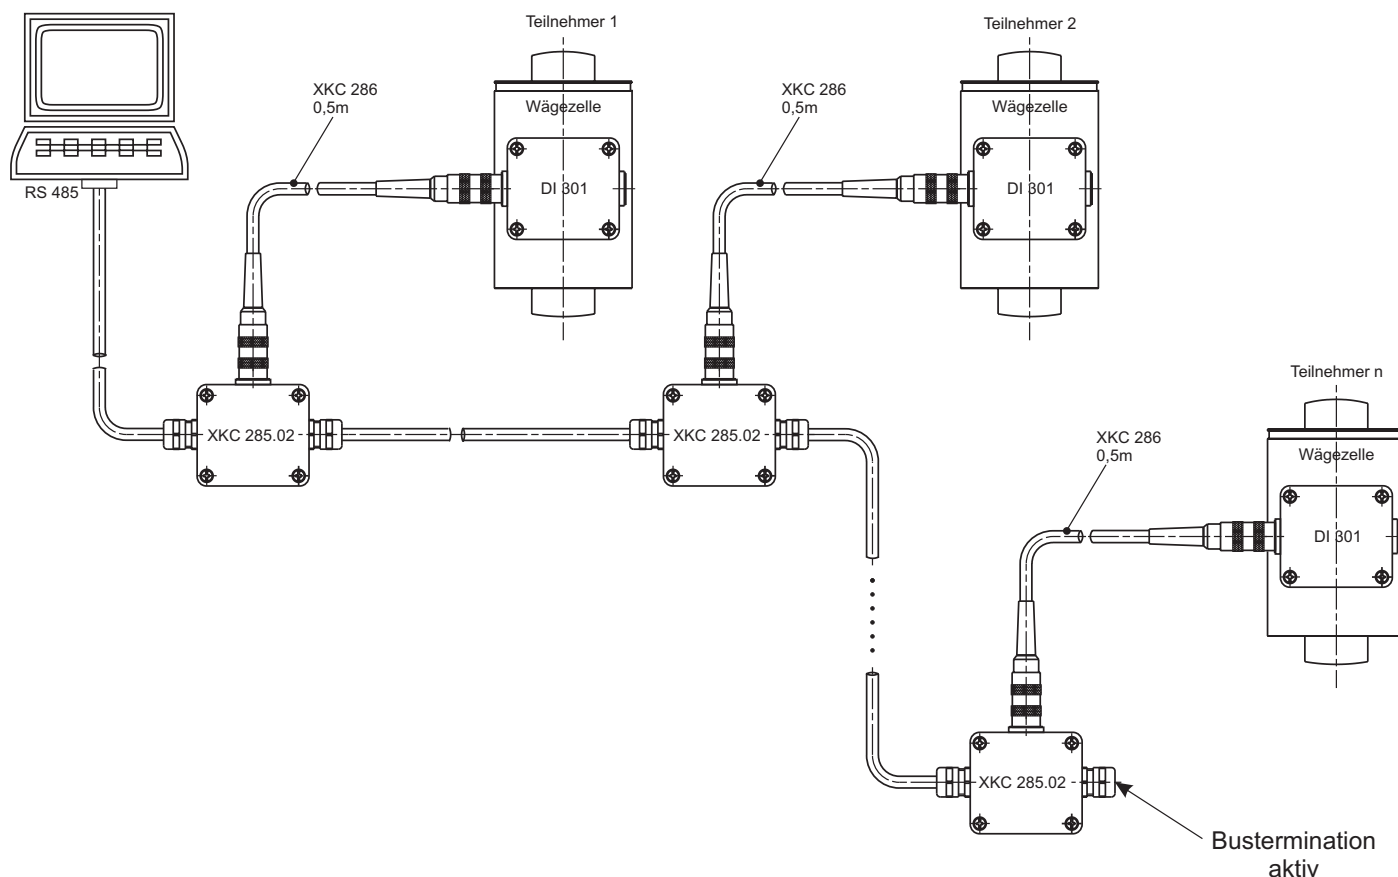 Teilnehmer 1
Teilnehmer 2
XKC 286
0,5m
Wägezelle
XKC 286
0,5m
Wägezelle
RS 485
DI 301
DI 301
Teilnehmer n
XKC 285.02
XKC 285.02
XKC 286
0,5m
Wägezelle
DI 301
XKC 285.02
Bustermination
aktiv